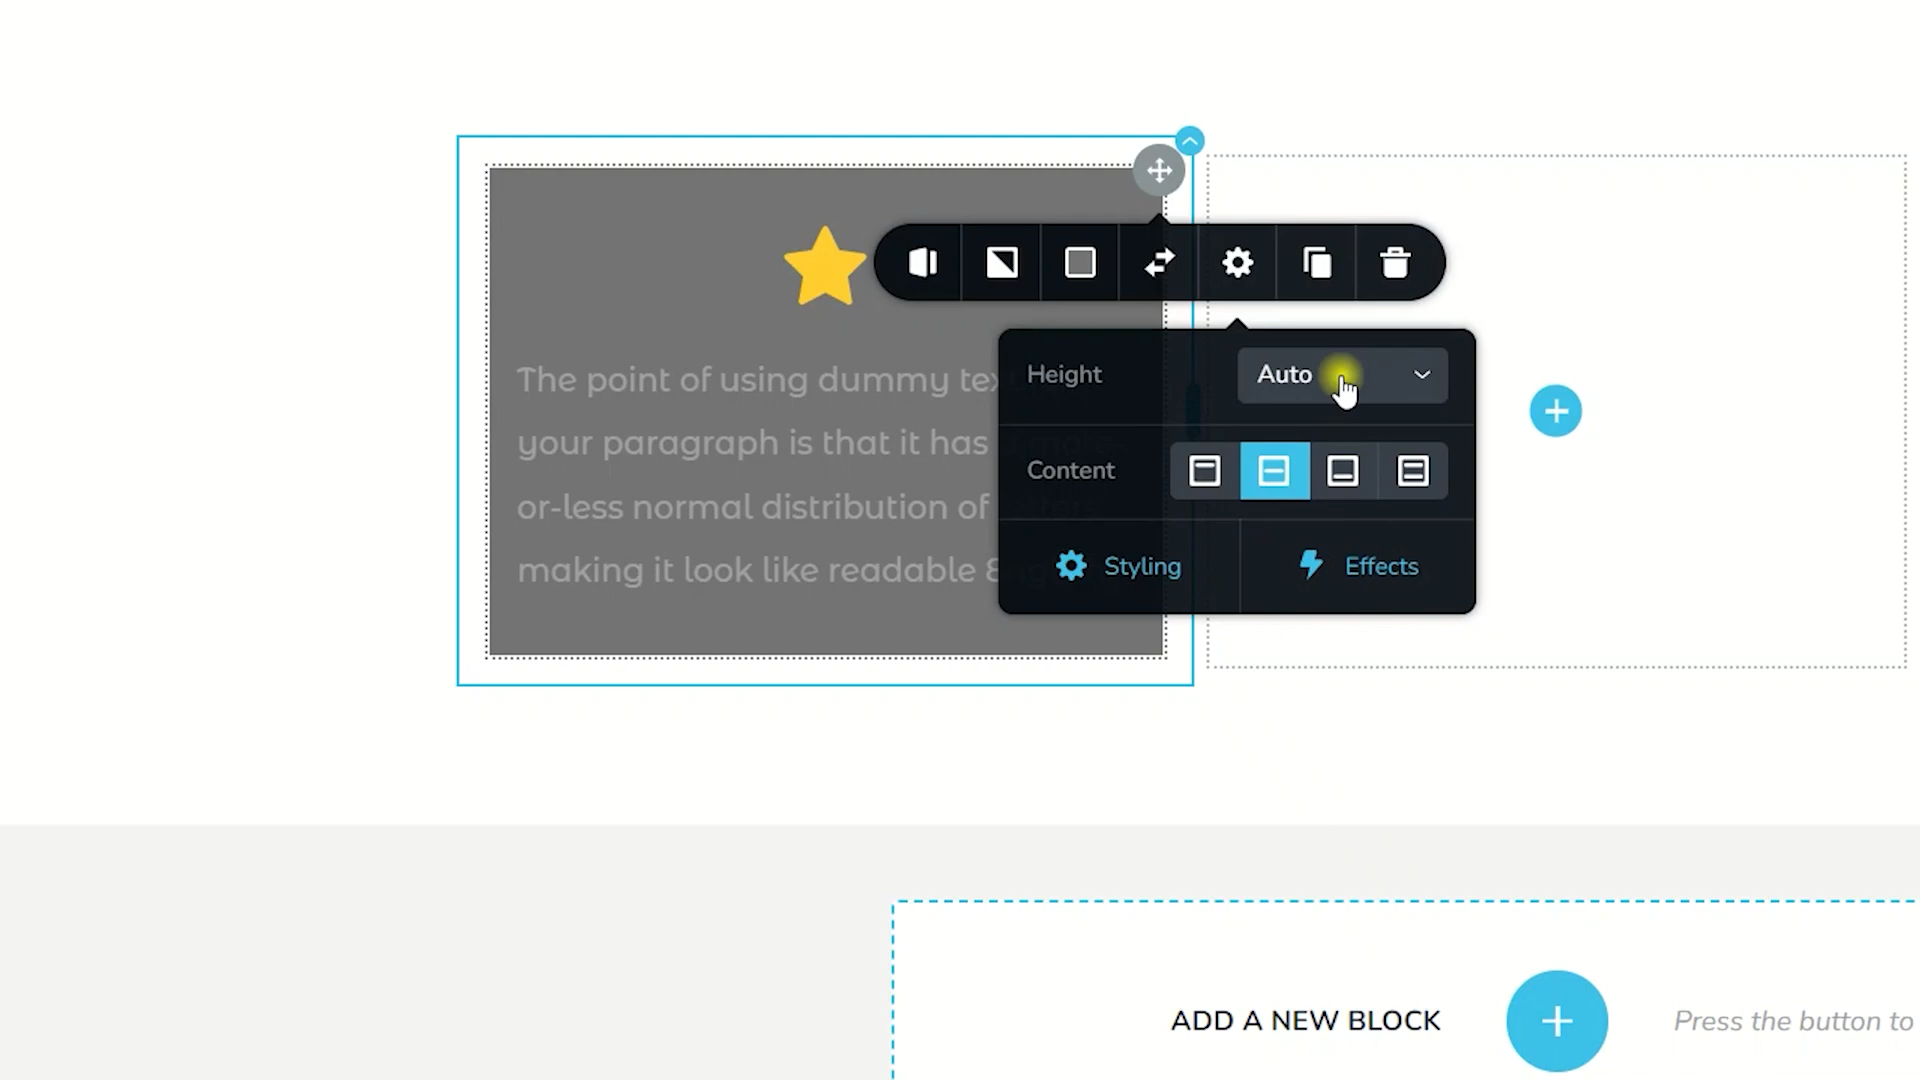 The point of using dummy tex
your paragraph is that it has
or-less normal distribution of
making it look like readable
Height
Auto
Content
Styling
Effects
ADD A NEW BLOCK
Press the button to